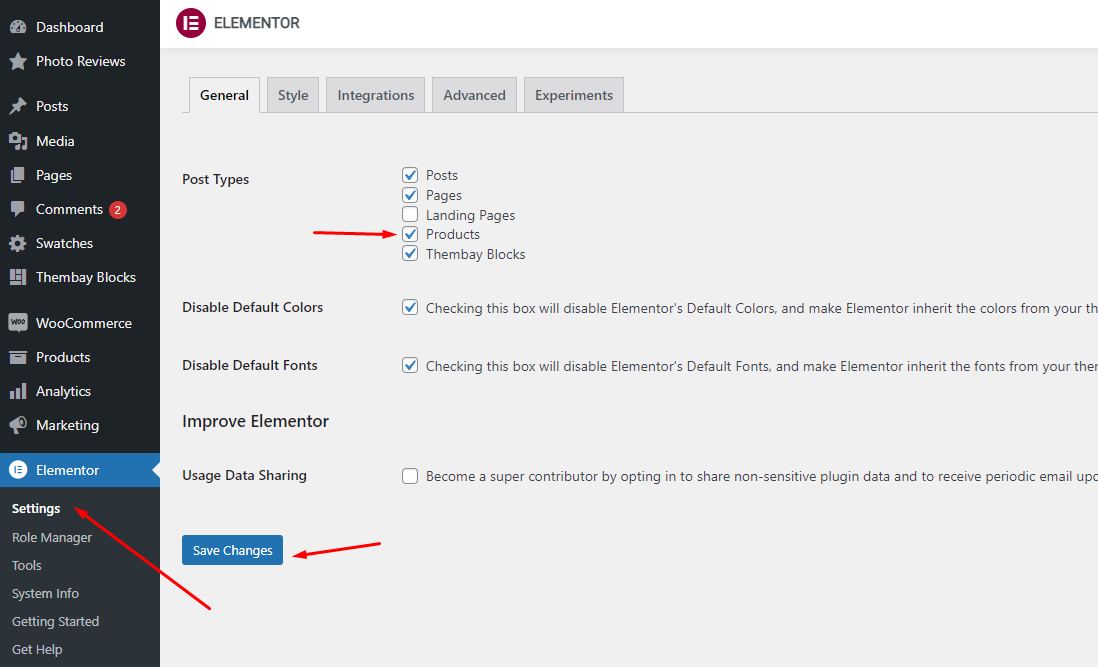 Dashboard
Photo Reviews
Posts
Media
Pages
Comments 2
Swatches
Thembay Blocks
WOO WooCommerce
Products
Analytics
Marketing
Elementor
Settings
Role Manager
Tools
System Info
Getting Started
Get Help
ELEMENTOR
General Style Integrations Advanced Experiments
Post Types
Posts
Pages
Landing Pages
Products
Thembay Blocks
Disable Default Colors
Checking this box will disable Elementor's Default Colors, and make Elementor inherit the colors from your th
Disable Default Fonts
Checking this box will disable Elementor's Default Fonts, and make Elementor inherit the fonts from your ther
Improve Elementor
Usage Data Sharing
Become a super contributor by opting in to share non-sensitive plugin data and to receive periodic email upd
Save Changes